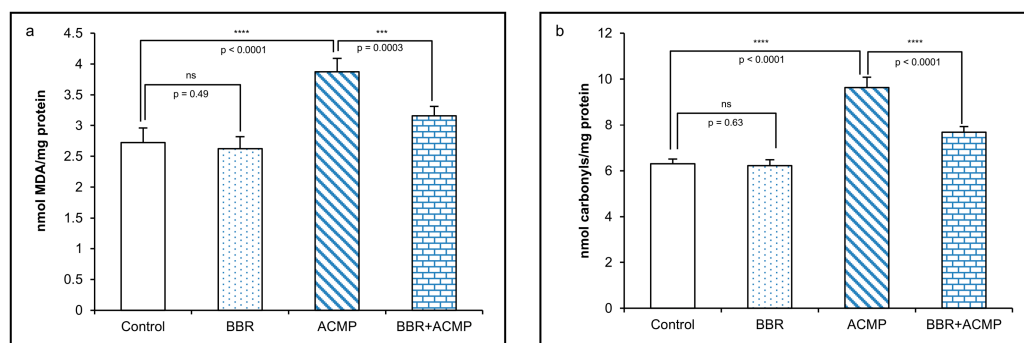 a
nmol MDA/mg protein
4.5
4
3.5
3
2.5
2
1.5
1
0.5
0
****
p < 0.0001
***
p = 0.0003
ns
p = 0.49
Control
BBR
ACMP
BBR+ACMP
b
nmol carbonyls/mg protein
12
10
8
6
4
2
0
****
p < 0.0001
****
p < 0.0001
ns
p = 0.63
Control
BBR
ACMP
BBR+ACMP